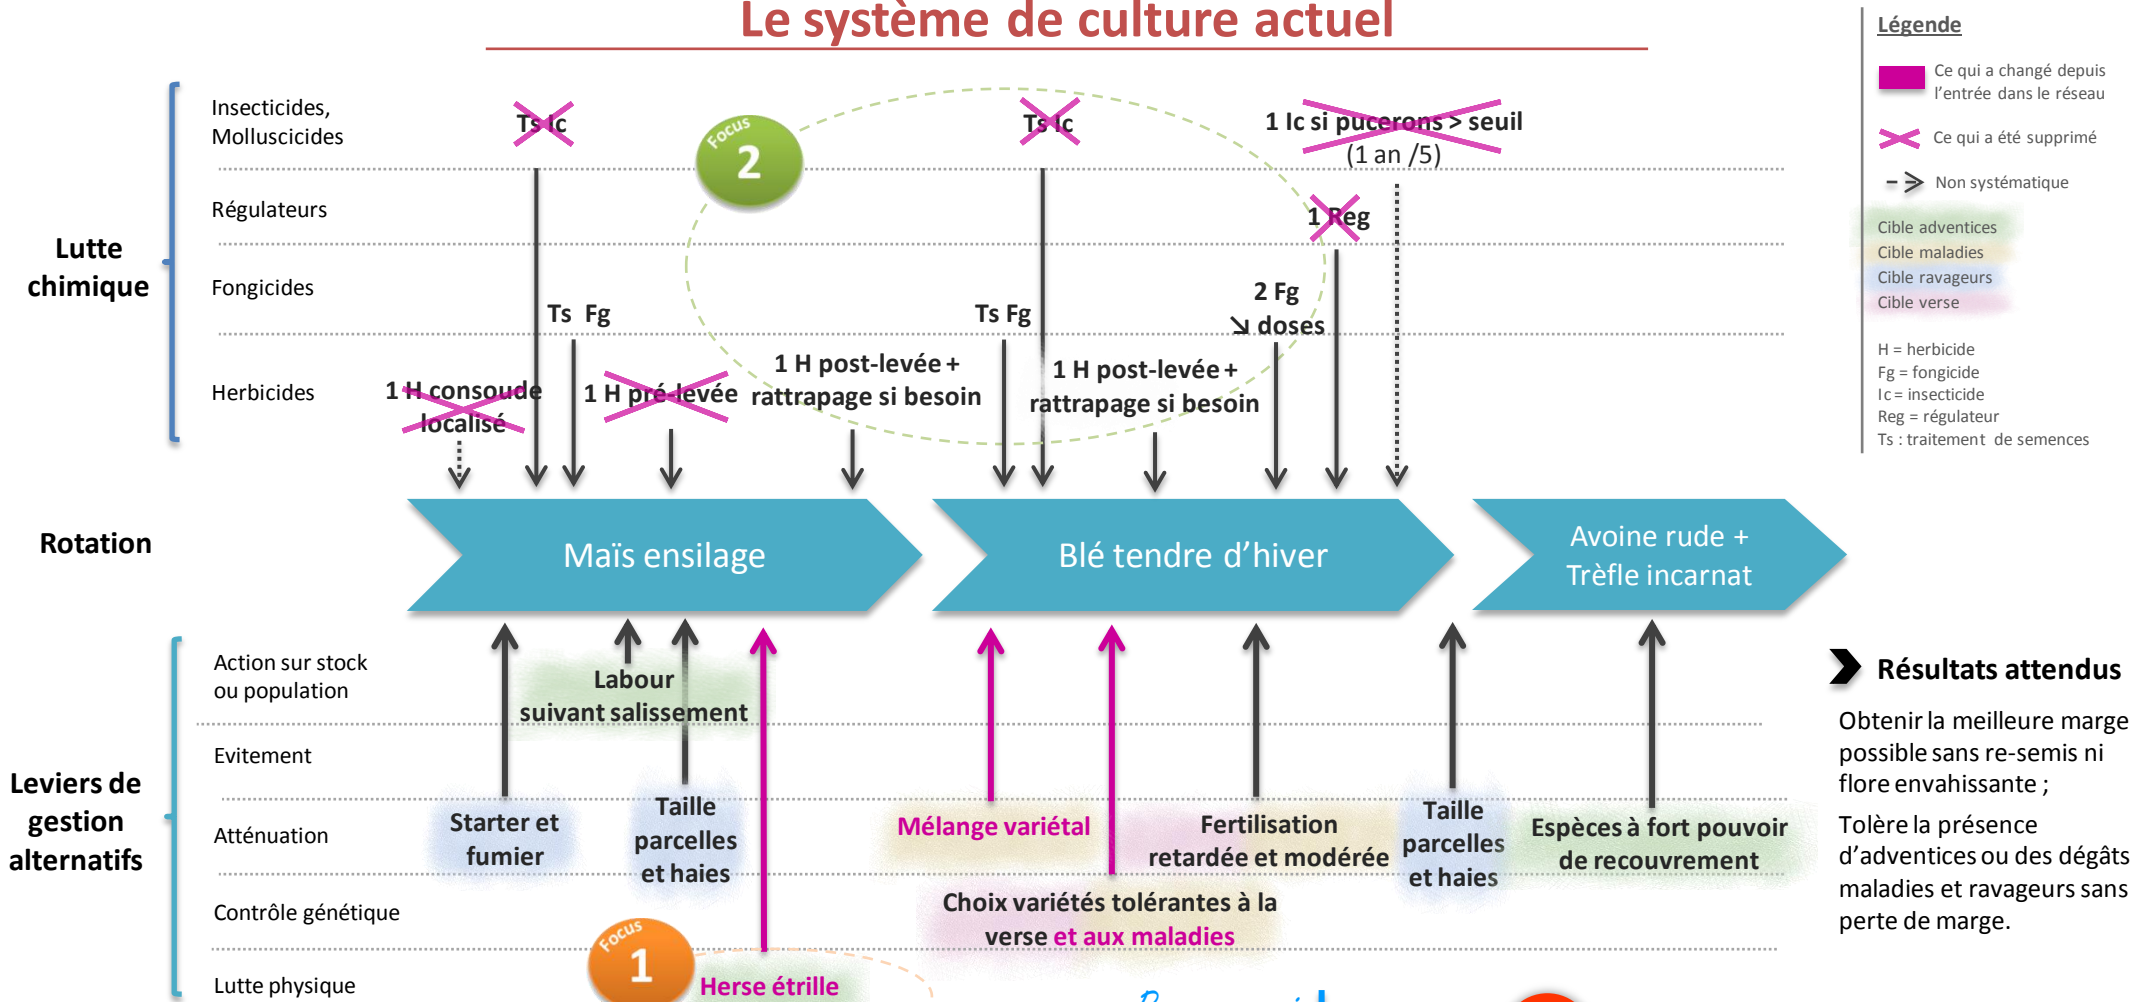 Le système de culture actuel
Légende
Ce qui a changé depuis
l'entrée dans le réseau
Ce qui a été supprimé
Non systématique
Cible adventices
Cible maladies
Cible ravageurs
Cible verse
H = herbicide
Fg = fongicide
Ic = insecticide
Reg = régulateur
Ts : traitement de semences
Lutte
chimique
Insecticides,
Molluscicides
Ts Ic
Focus
2
Ts Ic
1 Ic si pucerons > seuil
(1 an /5)
Régulateurs
1 Reg
Fongicides
Ts Fg
Ts Fg
2 Fg
↘ doses
Herbicides
1 H consoude
localisé
1 H pré-levée
1 H post-levée +
rattrapage si besoin
1 H post-levée +
rattrapage si besoin
Rotation
Maïs ensilage
Blé tendre d'hiver
Avoine rude +
Trèfle incarnat
Leviers de
gestion
alternatifs
Action sur stock
ou population
Labour
suivant salissement
Evitement
Atténuation
Starter et
fumier
Taille
parcelles
et haies
Mélange variétal
Fertilisation
retardée et modérée
Taille
parcelles
et haies
Espèces à fort pouvoir
de recouvrement
Contrôle génétique
Choix variétés tolérantes à la
verse et aux maladies
Lutte physique
Focus
1
Herse étrille
Résultats attendus
Obtenir la meilleure marge
possible sans re-semis ni
flore envahissante ;
Tolère la présence
d'adventices ou des dégâts
maladies et ravageurs sans
perte de marge.